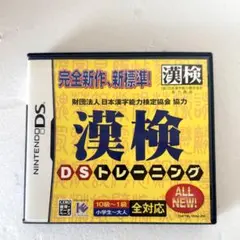 完全新作、新標準!
漢検
財団法人 日本漢字能力検定協会 協力
NINTENDO DS
漢検
DSトレーニング
10級~1級
小学生~大人
全対応
ALL
NEW!